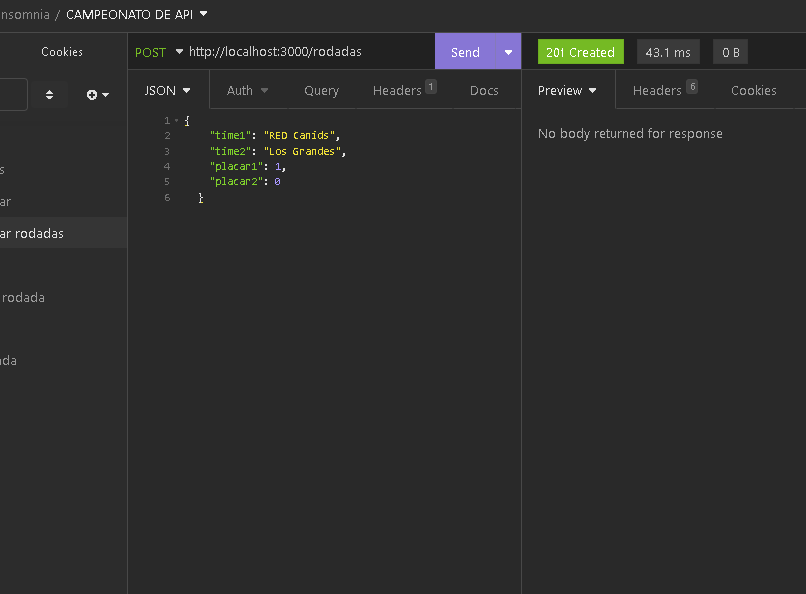 nsomnia / CAMPEONATO DE API
Cookies
POST http://localhost:3000/rodadas Send
201 Created 43.1 ms 0 B
JSON Auth Query Headers 1 Docs
Preview Headers 6 Cookies
1 {
2 "time1": "RED Canids",
3 "time2": "Los Grandes",
4 "placar1": 1,
5 "placar2": 0
6 }
No body returned for response
s
ar
ar rodadas
rodada
da